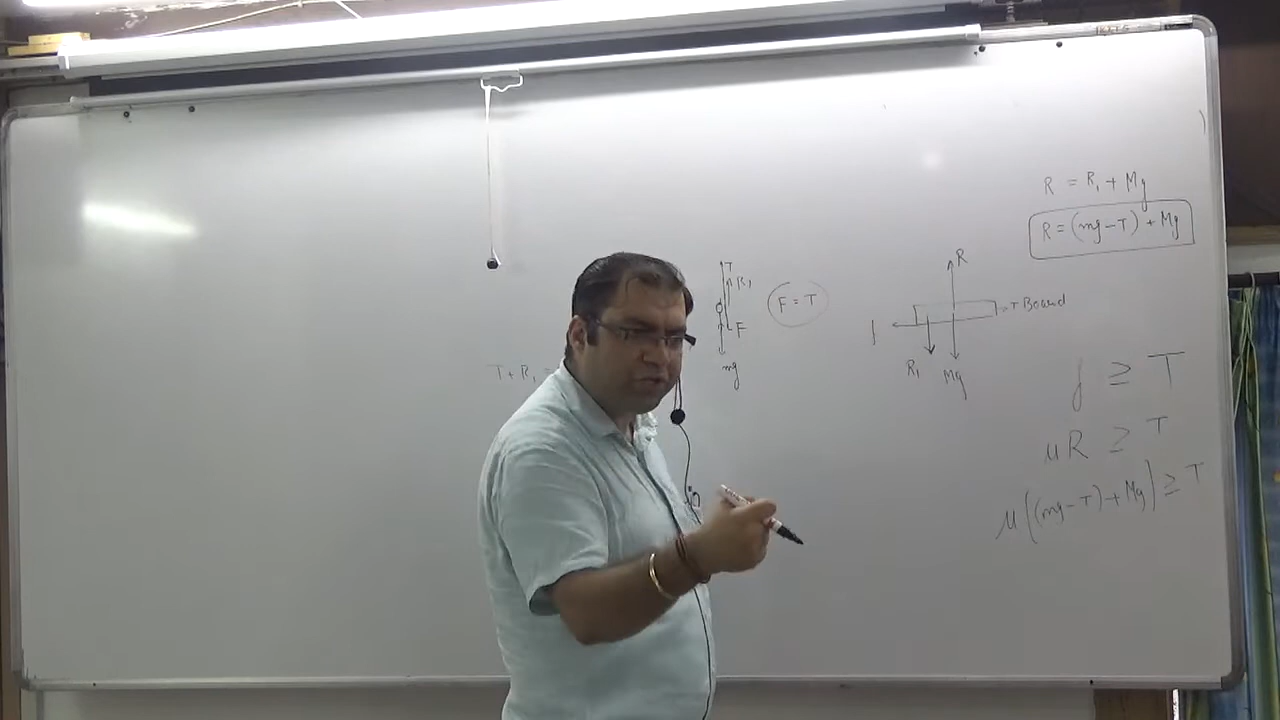 R = R₁ + Mg
R = (mg-T) + Mg
T
R₁
F
mg
F = T
T + R₁ =
R
T Board
f
R₁
Mg
f ≥ T
μR ≥ T
μ((mg-T)+Mg) ≥ T